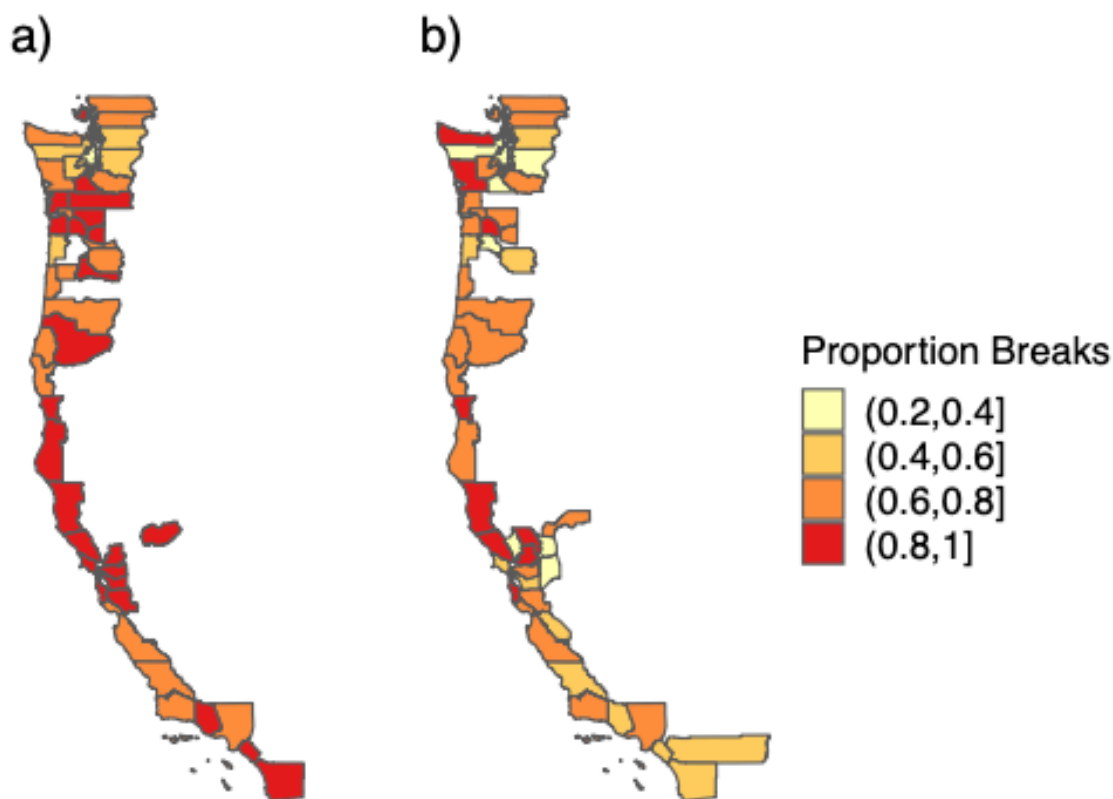 a)
b)
Proportion Breaks
(0.2,0.4]
(0.4,0.6]
(0.6,0.8]
(0.8,1]